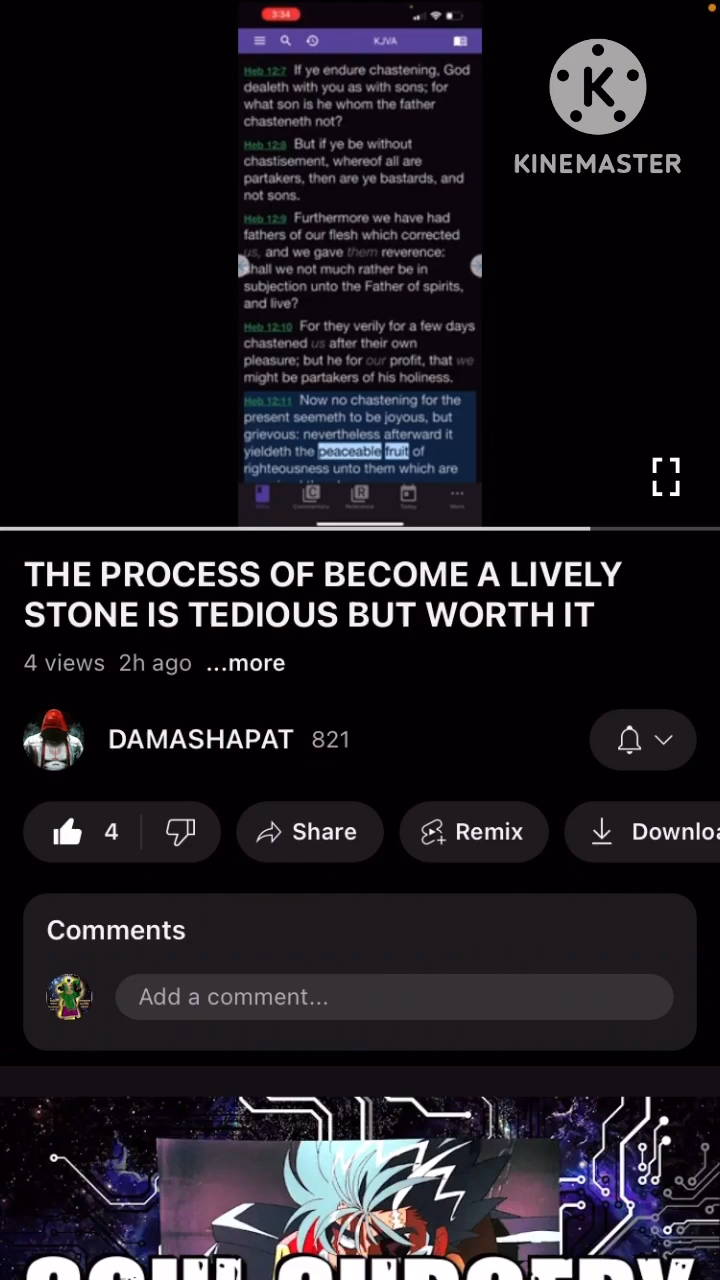 3:34
KJVA
K
KINEMASTER
Heb 12:7 If ye endure chastening, God
dealeth with you as with sons; for
what son is he whom the father
chasteneth not?
Heb 12:8 But if ye be without
chastisement, whereof all are
partakers, then are ye bastards, and
not sons.
Heb 12:9 Furthermore we have had
fathers of our flesh which corrected
us, and we gave them reverence:
shall we not much rather be in
subjection unto the Father of spirits,
and live?
Heb 12:10 For they verily for a few days
chastened us after their own
pleasure; but he for our profit, that we
might be partakers of his holiness.
Heb 12:11 Now no chastening for the
present seemeth to be joyous, but
grievous: nevertheless afterward it
yieldeth the peaceable fruit of
righteousness unto them which are
Commentary
Today
More
THE PROCESS OF BECOME A LIVELY
STONE IS TEDIOUS BUT WORTH IT
4 views 2h ago ...more
DAMASHAPAT 821
4
Share
Remix
Downloa
Comments
Add a comment...
SOUL SURGERY